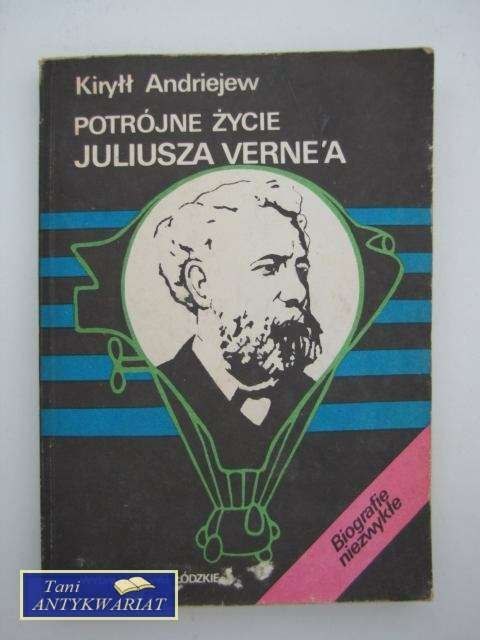 Kiryłł Andriejew
POTRÓJNE ŻYCIE
JULIUSZA VERNE'A
Biografie
niezwykłe
ŁÓDZKIE
Tani
ANTYKWARIAT